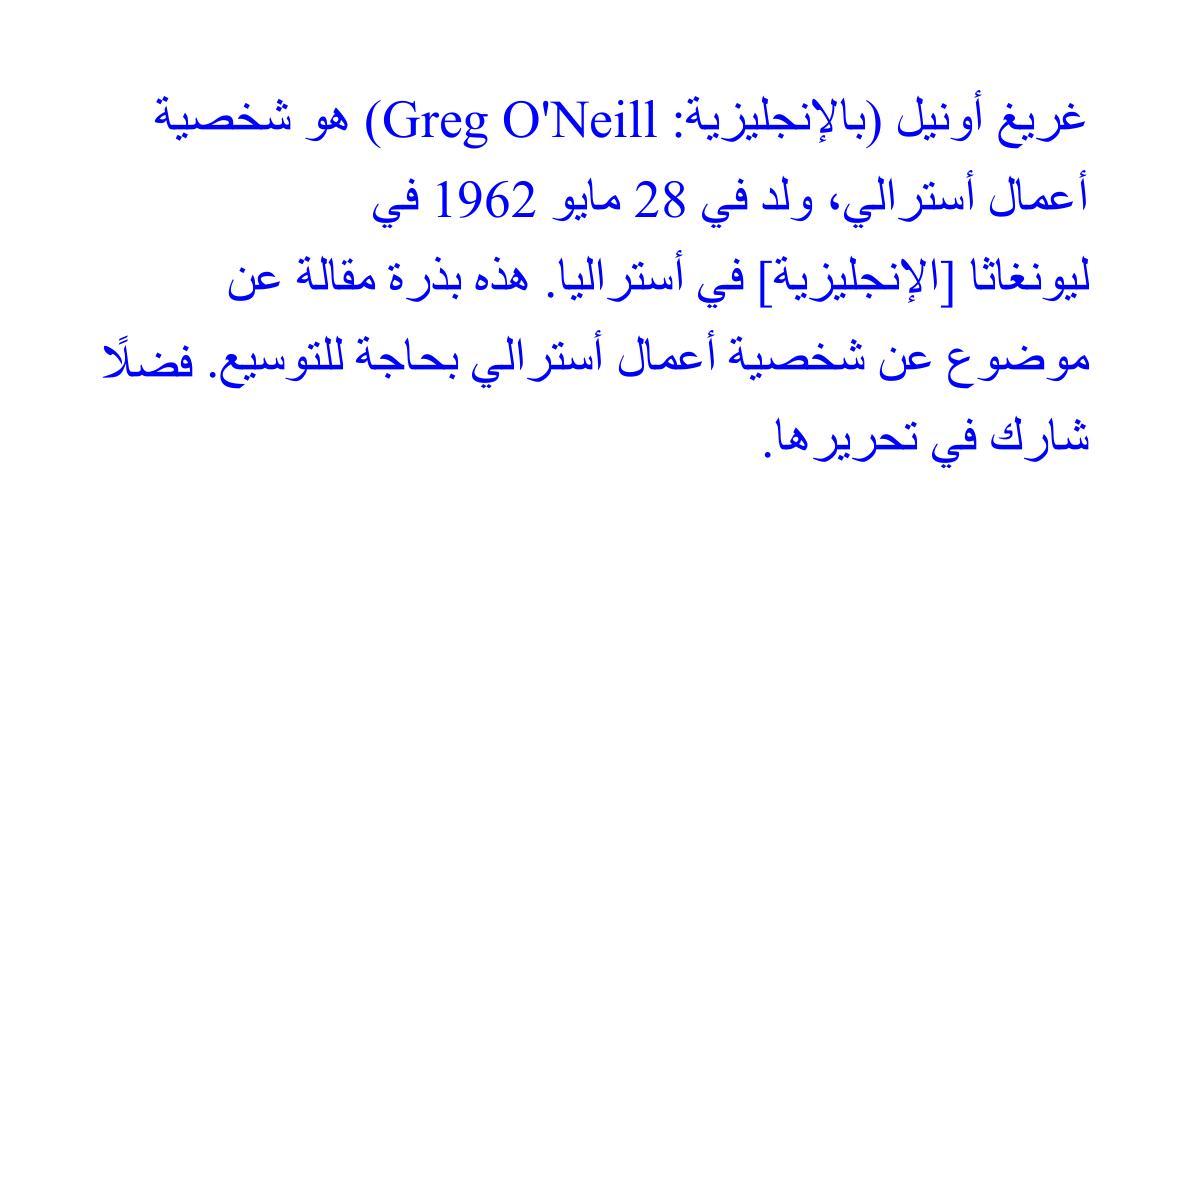 غريغ أونيل (بالإنجليزية: Greg O'Neill) هو شخصية
أعمال أسترالي، ولد في 28 مايو 1962 في
ليونغاثا [الإنجليزية] في أستراليا. هذه بذرة مقالة عن
موضوع عن شخصية أعمال أسترالي بحاجة للتوسيع. فضلًا
شارك في تحريرها.